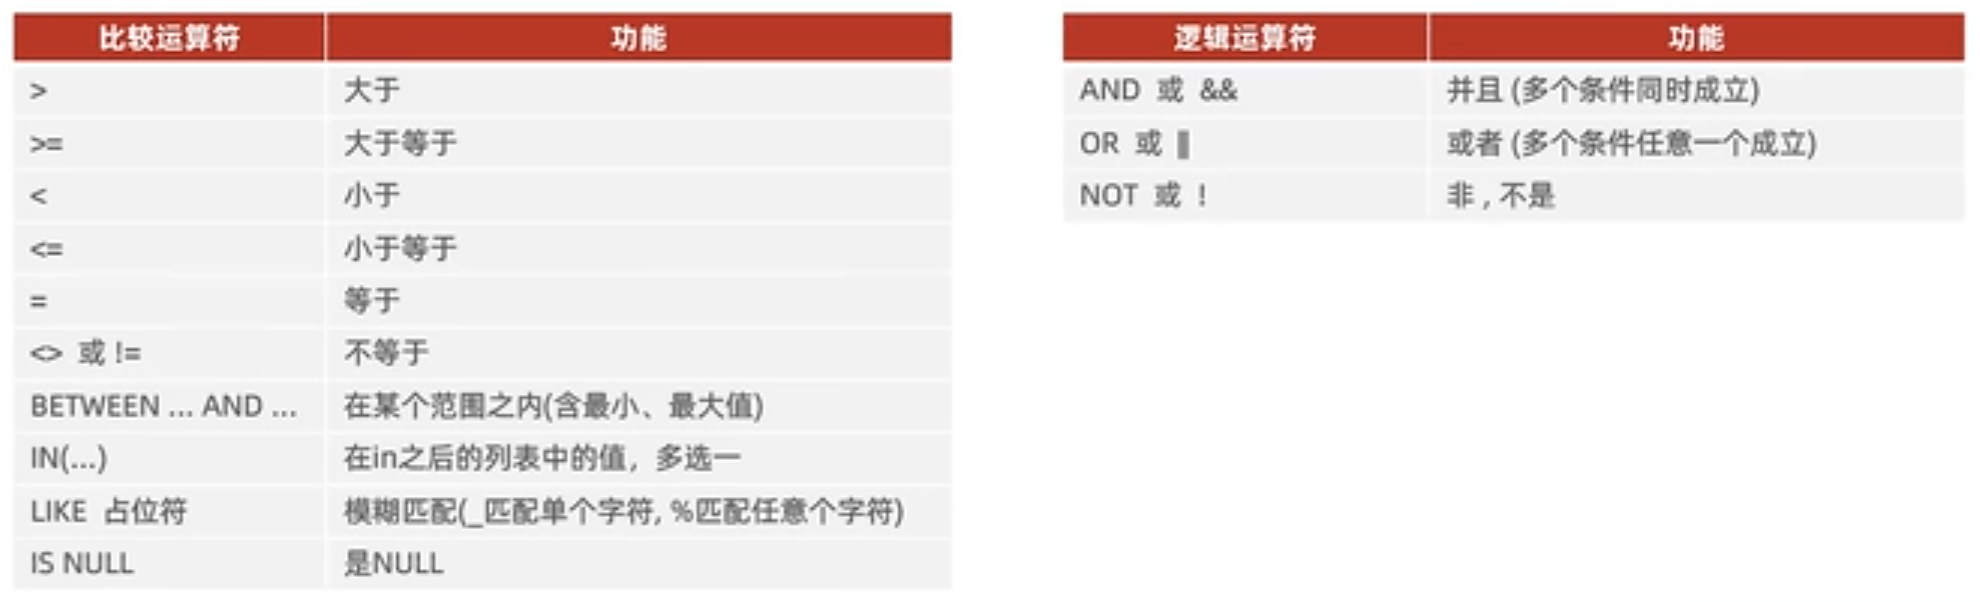 比较运算符 功能
> 大于
>= 大于等于
< 小于
<= 小于等于
= 等于
<> 或 != 不等于
BETWEEN ... AND ... 在某个范围之内(含最小、最大值)
IN(...) 在in之后的列表中的值，多选一
LIKE 占位符 模糊匹配(_匹配单个字符, %匹配任意个字符)
IS NULL 是NULL
逻辑运算符 功能
AND 或 && 并且 (多个条件同时成立)
OR 或 || 或者 (多个条件任意一个成立)
NOT 或 ! 非 , 不是